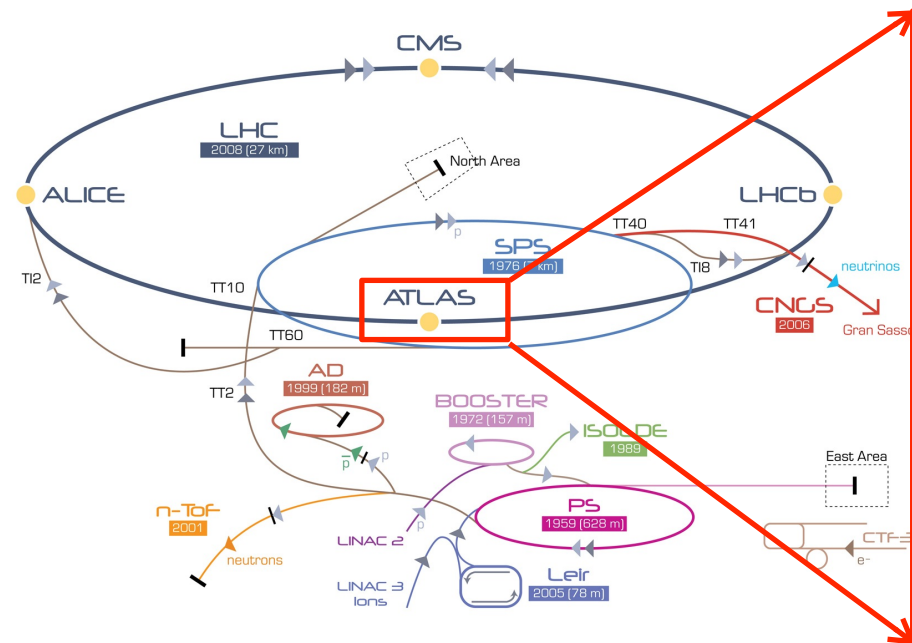 CMS
LHC
2008 (27 km)
North Area
ALICE
LHCb
TT40
TT41
p
SPS
TI8
neutrinos
TI2
TT10
ATLAS
CNGS
2006
Gran Sasso
TT60
AD
1999 (182 m)
TT2
BOOSTER
1972 (157 m)
ISOLDE
1989
p
p
East Area
n-ToF
2001
PS
1959 (628 m)
p
LINAC 2
neutrons
CTF-3
e-
LINAC 3
Ions
Leir
2005 (78 m)